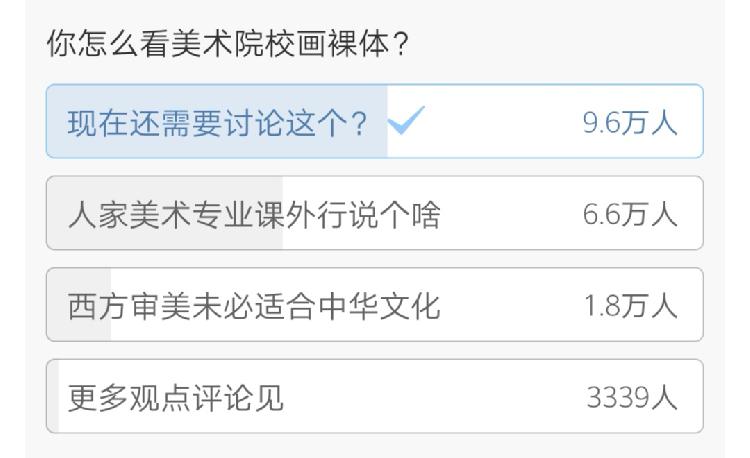 你怎么看美术院校画裸体？
现在还需要讨论这个？ 9.6万人
人家美术专业课外行说个啥 6.6万人
西方审美未必适合中华文化 1.8万人
更多观点评论见 3339人